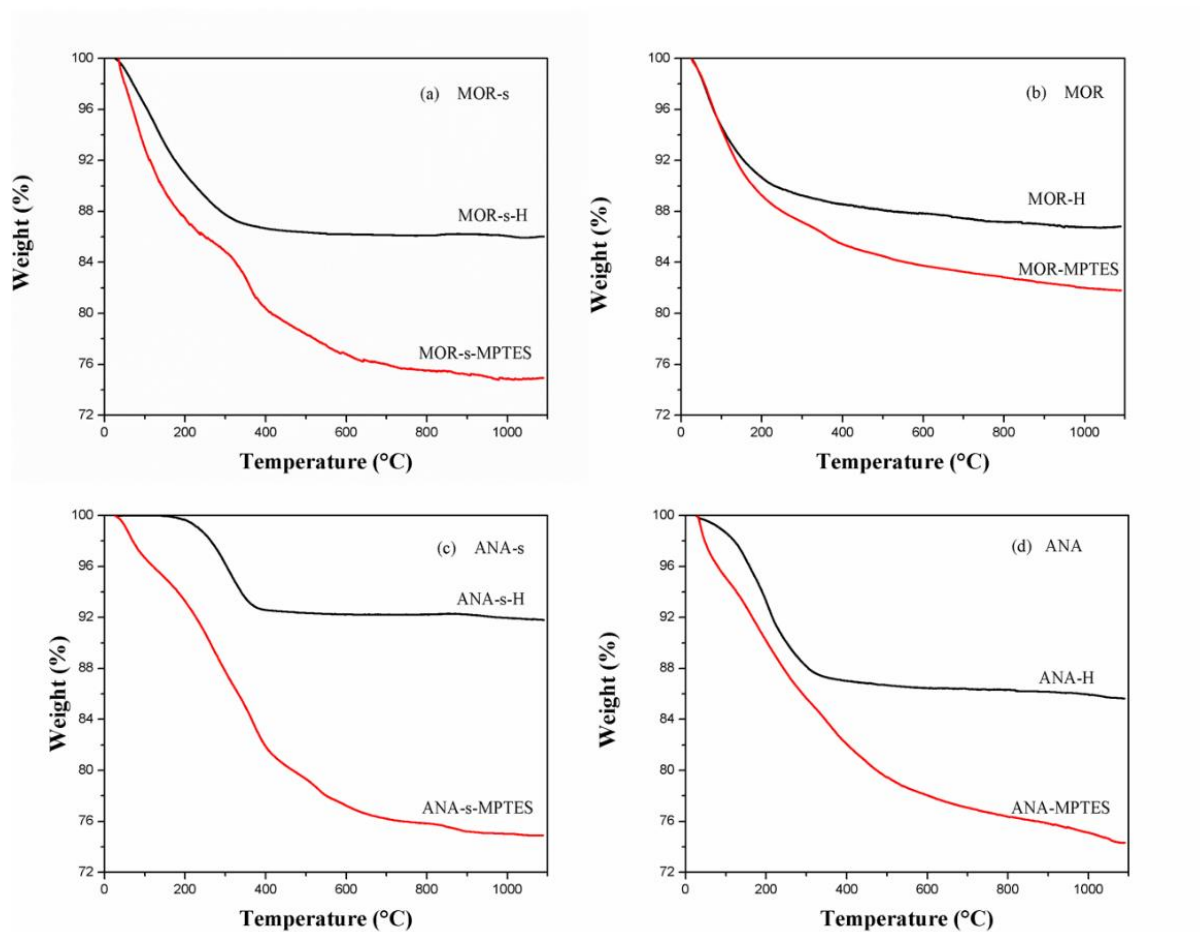 100
96
92
88
84
80
76
72
Weight (%)
(a) MOR-s
MOR-s-H
MOR-s-MPTES
0 200 400 600 800 1000
Temperature (°C)
100
96
92
88
84
80
76
72
Weight (%)
(b) MOR
MOR-H
MOR-MPTES
0 200 400 600 800 1000
Temperature (°C)
100
96
92
88
84
80
76
72
Weight (%)
(c) ANA-s
ANA-s-H
ANA-s-MPTES
0 200 400 600 800 1000
Temperature (°C)
100
96
92
88
84
80
76
72
Weight (%)
(d) ANA
ANA-H
ANA-MPTES
0 200 400 600 800 1000
Temperature (°C)